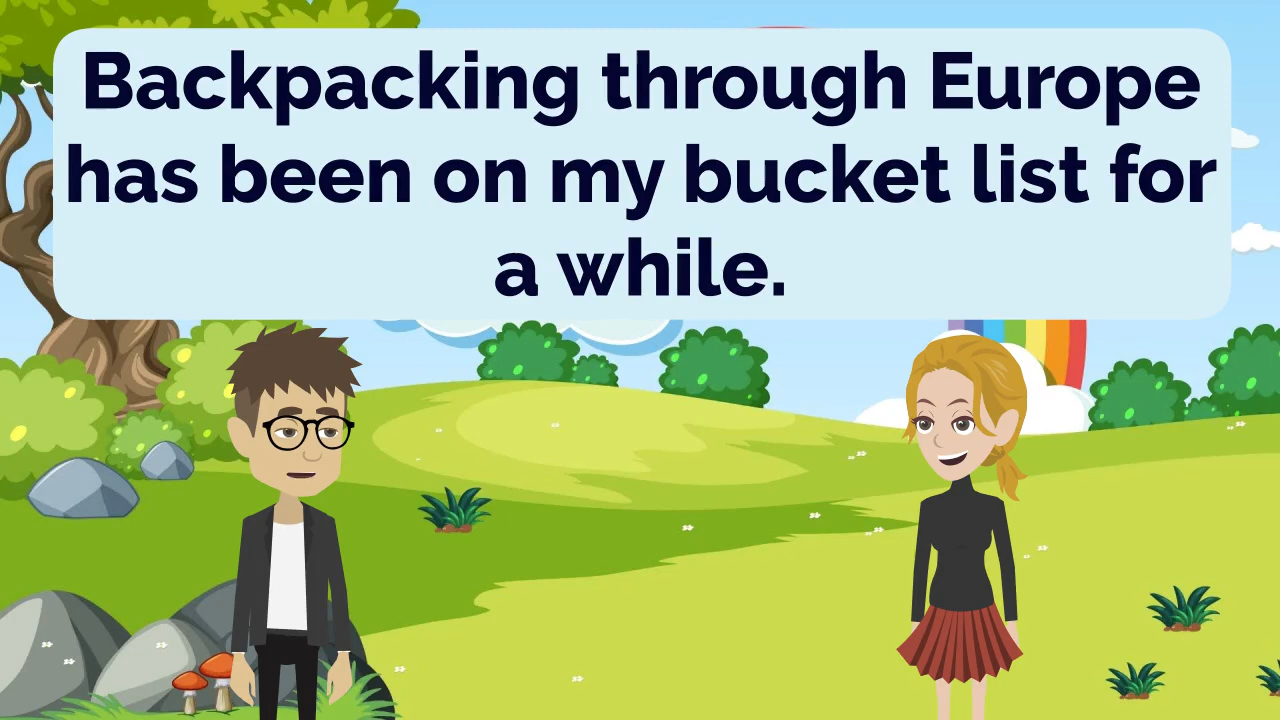 Backpacking through Europe
has been on my bucket list for
a while.